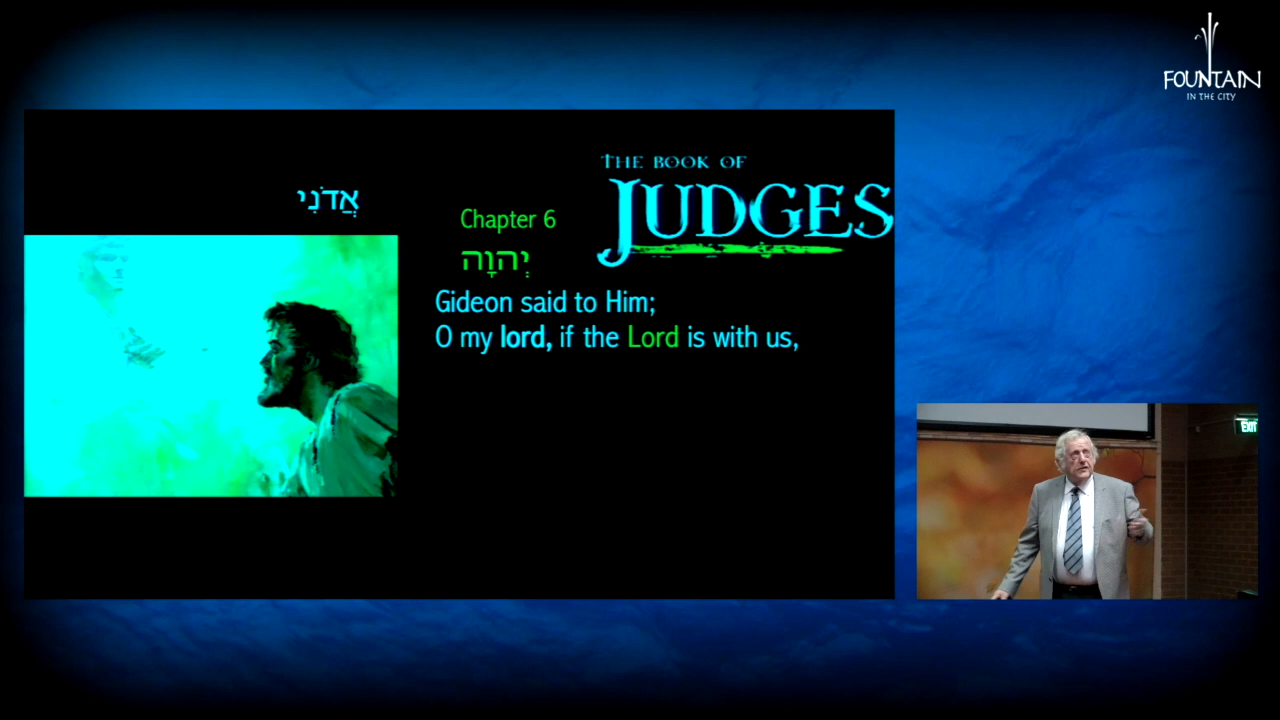 FOUNTAIN
IN THE CITY
THE BOOK OF
JUDGES
אֲדֹנִי
Chapter 6
יְהוָה
Gideon said to Him;
O my lord, if the Lord is with us,
EXIT